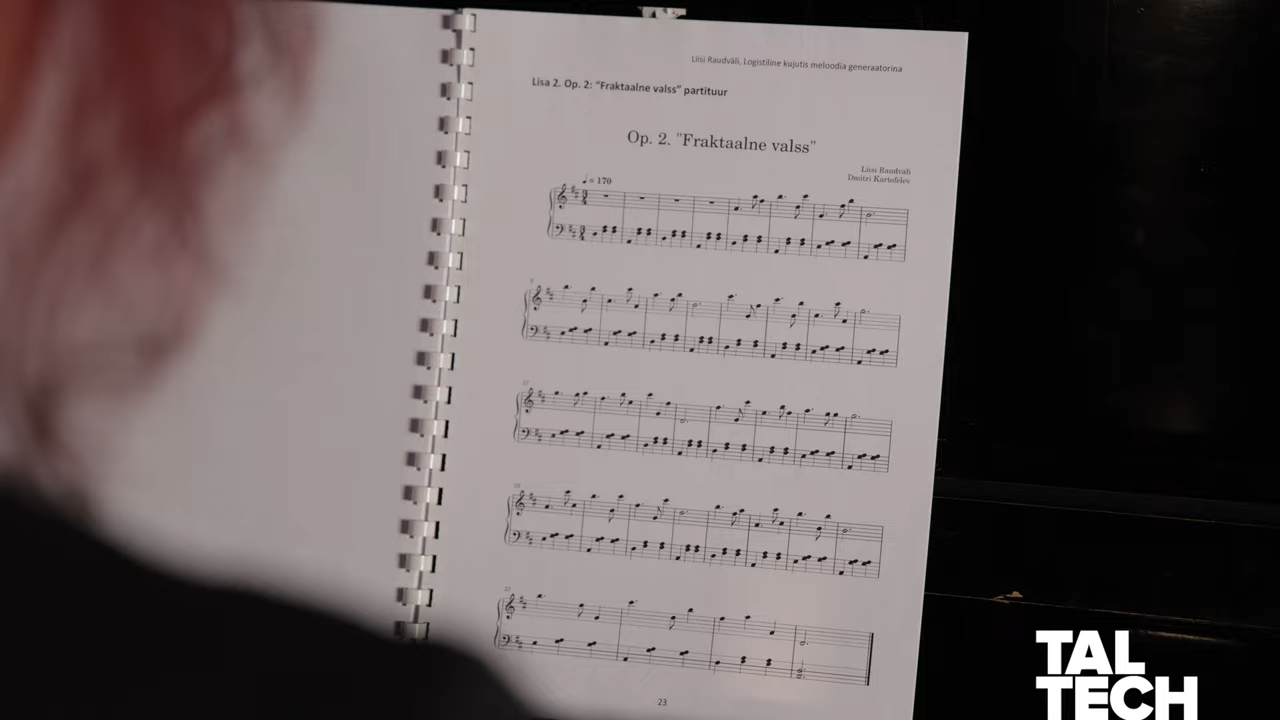 Liisi Raudväli, Logistiline kujutis meloodia generaatorina
Lisa 2. Op. 2: “Fraktaalne valss” partituur
Op. 2. "Fraktaalne valss"
Liisi Raudväli
Dmitri Kartofelev
♩ = 170
23
TAL
TECH